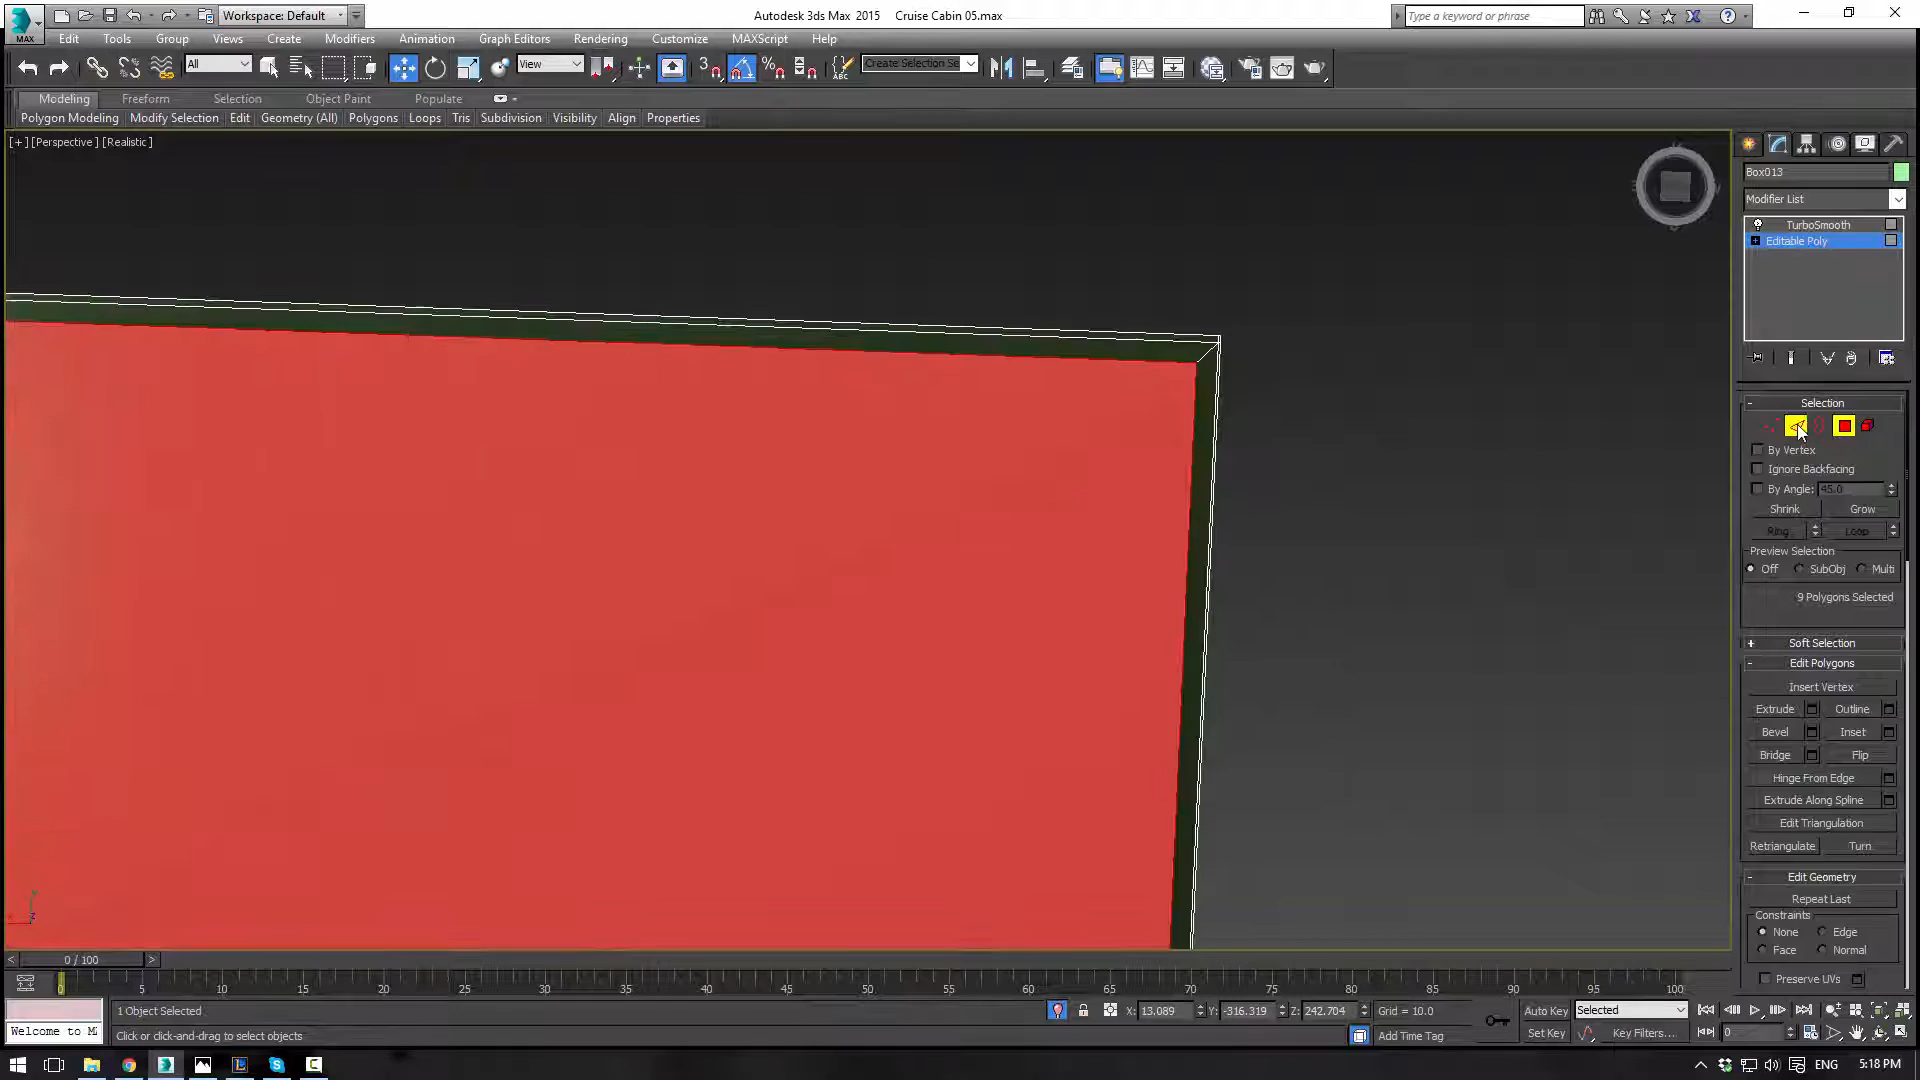 Workspace: Default
Autodesk 3ds Max 2015 Cruise Cabin 05.max
Type a keyword or phrase
MAX
Edit Tools Group Views Create Modifiers Animation Graph Editors Rendering Customize MAXScript Help
All
View
3
ABC
Create Selection Se
Modeling Freeform Selection Object Paint Populate
Polygon Modeling Modify Selection Edit Geometry (All) Polygons Loops Tris Subdivision Visibility Align Properties
[+] [Perspective] [Realistic]
Box013
Modifier List
TurboSmooth
Editable Poly
Selection
By Vertex
Ignore Backfacing
By Angle: 45.0
Shrink Grow
Ring Loop
Preview Selection
Off SubObj Multi
9 Polygons Selected
Soft Selection
Edit Polygons
Insert Vertex
Extrude Outline
Bevel Inset
Bridge Flip
Hinge From Edge
Extrude Along Spline
Edit Triangulation
Retriangulate Turn
Edit Geometry
Repeat Last
Constraints
None Edge
Face Normal
Preserve UVs
0 / 100
0 5 10 15 20 25 30 35 40 45 50 55 60 65 70 75 80 85 90 95 100
1 Object Selected
X: 13.089 Y: -316.319 Z: 242.704 Grid = 10.0
Auto Key Selected
Welcome to M
Click or click-and-drag to select objects
Add Time Tag
Set Key Key Filters... 0
ENG 5:18 PM